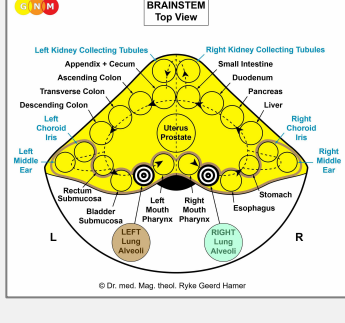 GNM
BRAINSTEM
Top View
Left Kidney Collecting Tubules
Right Kidney Collecting Tubules
Appendix + Cecum
Small Intestine
Ascending Colon
Duodenum
Transverse Colon
Pancreas
Descending Colon
Liver
Left
Choroid
Iris
Uterus
Prostate
Right
Choroid
Iris
Left
Middle
Ear
Right
Middle
Ear
Rectum
Submucosa
Stomach
Bladder
Submucosa
Left
Mouth
Pharynx
Right
Mouth
Pharynx
Esophagus
L
LEFT
Lung
Alveoli
RIGHT
Lung
Alveoli
R
© Dr. med. Mag. theol. Ryke Geerd Hamer